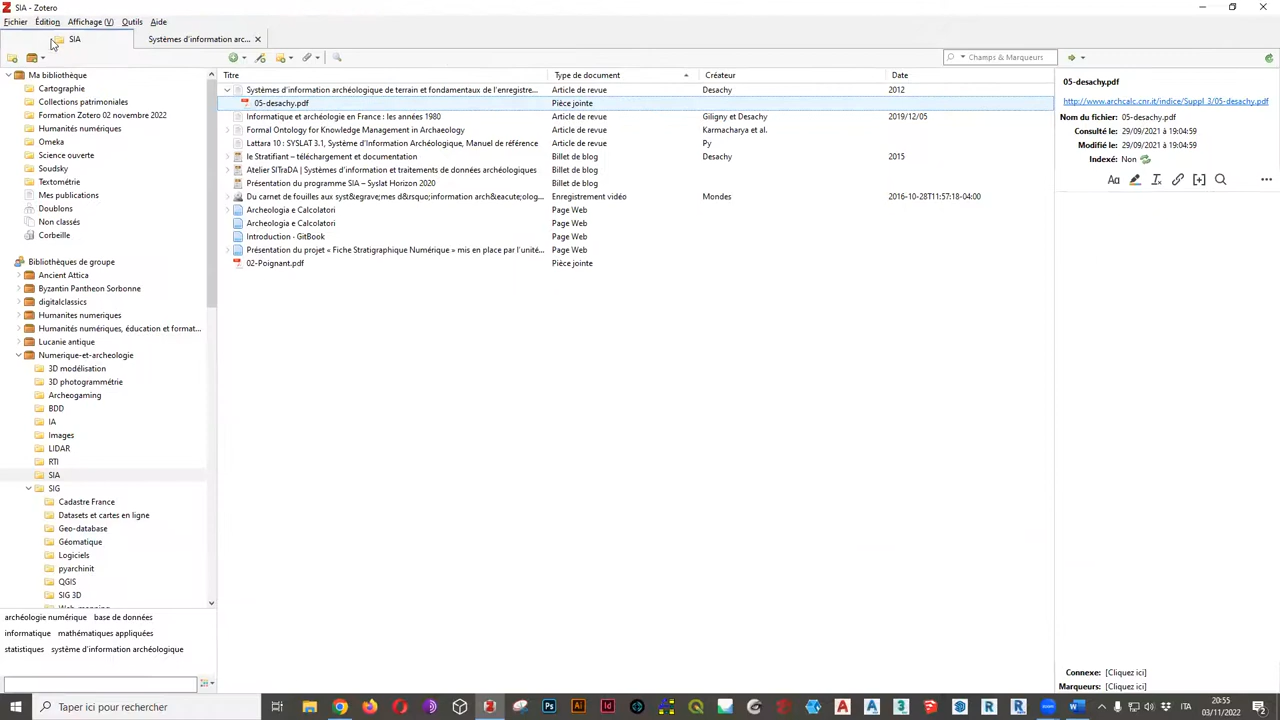 SIA - Zotero
Fichier Édition Affichage (V) Outils Aide
SIA Systèmes d'information arc...
Champs & Marqueurs
Ma bibliothèque
Cartographie
Collections patrimoniales
Formation Zotero 02 novembre 2022
Humanités numériques
Omeka
Science ouverte
Soudsky
Textométrie
Mes publications
Doublons
Non classés
Corbeille
Bibliothèques de groupe
Ancient Attica
Byzantin Pantheon Sorbonne
digitalclassics
Humanites numeriques
Humanités numériques, éducation et format...
Lucanie antique
Numerique-et-archeologie
3D modélisation
3D photogrammétrie
Archeogaming
BDD
IA
Images
LIDAR
RTI
SIA
SIG
Cadastre France
Datasets et cartes en ligne
Geo-database
Géomatique
Logiciels
pyarchinit
QGIS
SIG 3D
archéologie numérique base de données
informatique mathématiques appliquées
statistiques système d'information archéologique
Titre Type de document Créateur Date
Systèmes d'information archéologique de terrain et fondamentaux de l'enregistre... Article de revue Desachy 2012
05-desachy.pdf Pièce jointe
Informatique et archéologie en France : les années 1980 Article de revue Giligny et Desachy 2019/12/05
Formal Ontology for Knowledge Management in Archaeology Article de revue Karmacharya et al.
Lattara 10 : SYSLAT 3.1, Système d'Information Archéologique, Manuel de référence Article de revue Py
le Stratifiant – téléchargement et documentation Billet de blog Desachy 2015
Atelier SITraDA | Systèmes d'information et traitements de données archéologiques Billet de blog
Présentation du programme SIA – Syslat Horizon 2020 Billet de blog
Du carnet de fouilles aux syst&egrave;mes d&rsquo;information arch&eacute;olog... Enregistrement vidéo Mondes 2016-10-28T11:57:18-04:00
Archeologia e Calcolatori Page Web
Archeologia e Calcolatori Page Web
Introduction · GitBook Page Web
Présentation du projet « Fiche Stratigraphique Numérique » mis en place par l'unité... Page Web
02-Poignant.pdf Pièce jointe
05-desachy.pdf
http://www.archcalc.cnr.it/indice/Suppl_3/05-desachy.pdf
Nom du fichier: 05-desachy.pdf
Consulté le: 29/09/2021 à 19:04:59
Modifié le: 29/09/2021 à 19:04:59
Indexé: Non
Connexe: [Cliquez ici]
Marqueurs: [Cliquez ici]
Taper ici pour rechercher
20:55
03/11/2022